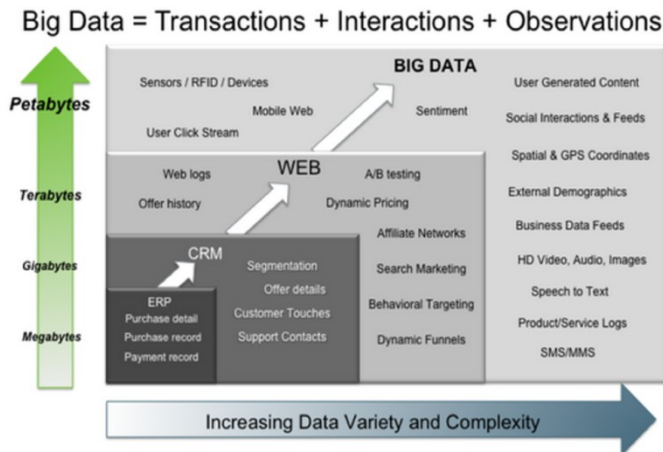 Big Data = Transactions + Interactions + Observations
BIG DATA
Sensors / RFID / Devices
Mobile Web
Sentiment
User Click Stream
User Generated Content
Social Interactions & Feeds
Spatial & GPS Coordinates
External Demographics
Business Data Feeds
HD Video, Audio, Images
Speech to Text
Product/Service Logs
SMS/MMS
WEB
Web logs
A/B testing
Offer history
Dynamic Pricing
Affiliate Networks
Search Marketing
Behavioral Targeting
Dynamic Funnels
CRM
Segmentation
Offer details
Customer Touches
Support Contacts
ERP
Purchase detail
Purchase record
Payment record
Petabytes
Terabytes
Gigabytes
Megabytes
Increasing Data Variety and Complexity